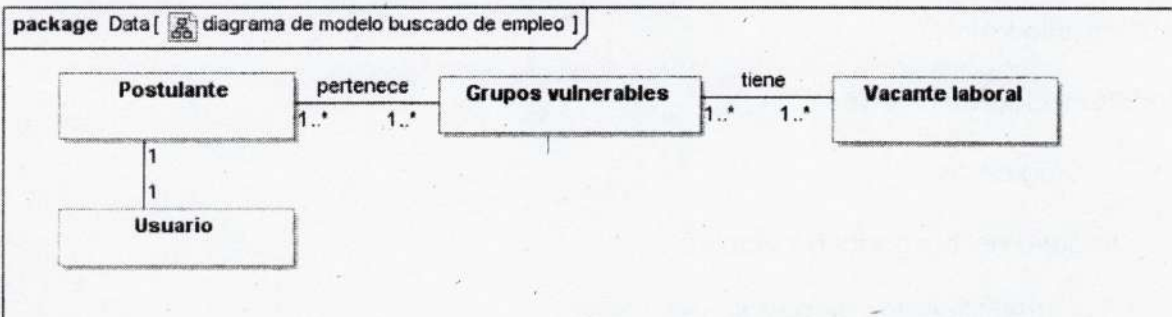 package Data [ diagrama de modelo buscado de empleo ]
Postulante
pertenece
1..*
1..*
Grupos vulnerables
tiene
1..*
1..*
Vacante laboral
1
1
Usuario